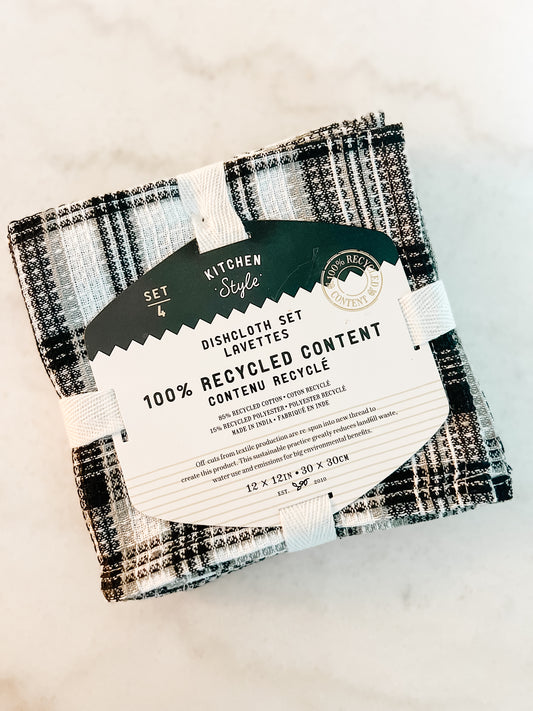 SET
4
KITCHEN
Style
100% RECYCLED
CONTENT
DISHCLOTH SET
LAVETTES
100% RECYCLED CONTENT
CONTENU RECYCLÉ
85% RECYCLED COTTON • COTON RECYCLÉ
15% RECYCLED POLYESTER • POLYESTER RECYCLÉ
MADE IN INDIA • FABRIQUÉ EN INDE
Off-cuts from textile production are re-spun into new thread to
create this product. This sustainable practice greatly reduces landfill waste,
water use and emissions for big environmental benefits.
12 X 12IN • 30 X 30CM
EST. 2010